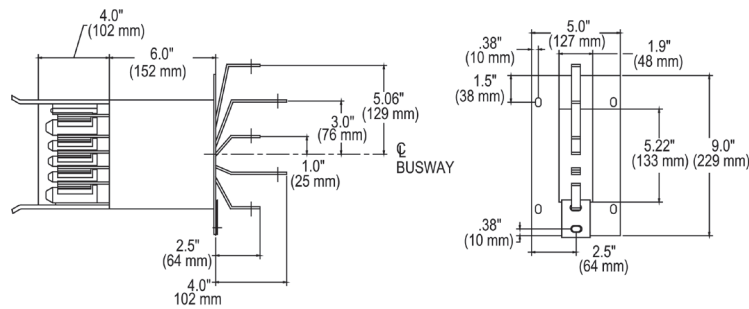 4.0"
(102 mm)
6.0"
(152 mm)
5.06"
(129 mm)
3.0"
(76 mm)
1.0"
(25 mm)
℄
BUSWAY
2.5"
(64 mm)
4.0"
102 mm
5.0"
(127 mm)
.38"
(10 mm)
1.9"
(48 mm)
1.5"
(38 mm)
5.22"
(133 mm)
9.0"
(229 mm)
.38"
(10 mm)
2.5"
(64 mm)